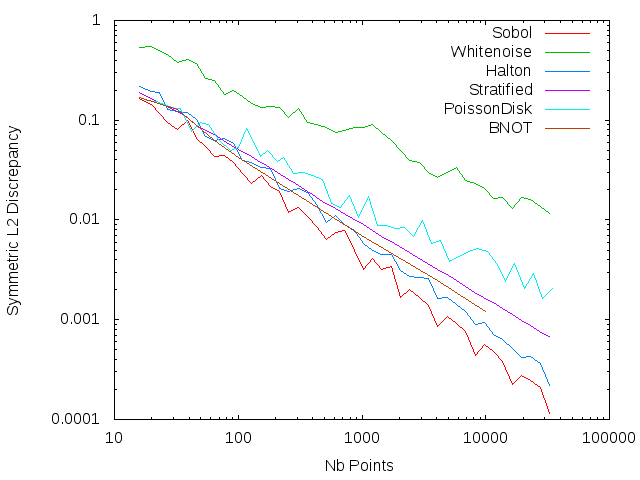 1
0.1
0.01
0.001
0.0001
10
100
1000
10000
100000
Symmetric L2 Discrepancy
Nb Points
Sobol
Whitenoise
Halton
Stratified
PoissonDisk
BNOT